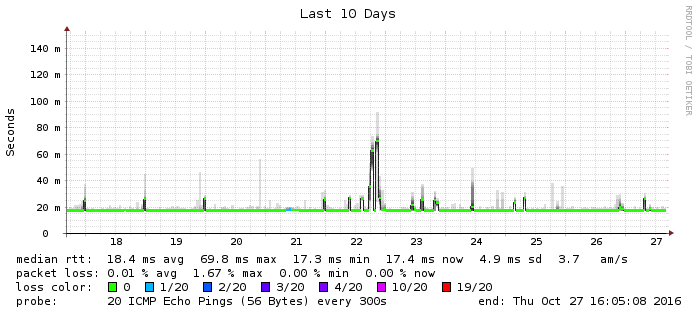 Last 10 Days
RRDTOOL / TOBI OETIKER
Seconds
140 m
120 m
100 m
80 m
60 m
40 m
20 m
0
18 19 20 21 22 23 24 25 26 27
median rtt: 18.4 ms avg 69.8 ms max 17.3 ms min 17.4 ms now 4.9 ms sd 3.7 am/s
packet loss: 0.01 % avg 1.67 % max 0.00 % min 0.00 % now
loss color: 0 1/20 2/20 3/20 4/20 10/20 19/20
probe: 20 ICMP Echo Pings (56 Bytes) every 300s end: Thu Oct 27 16:05:08 2016